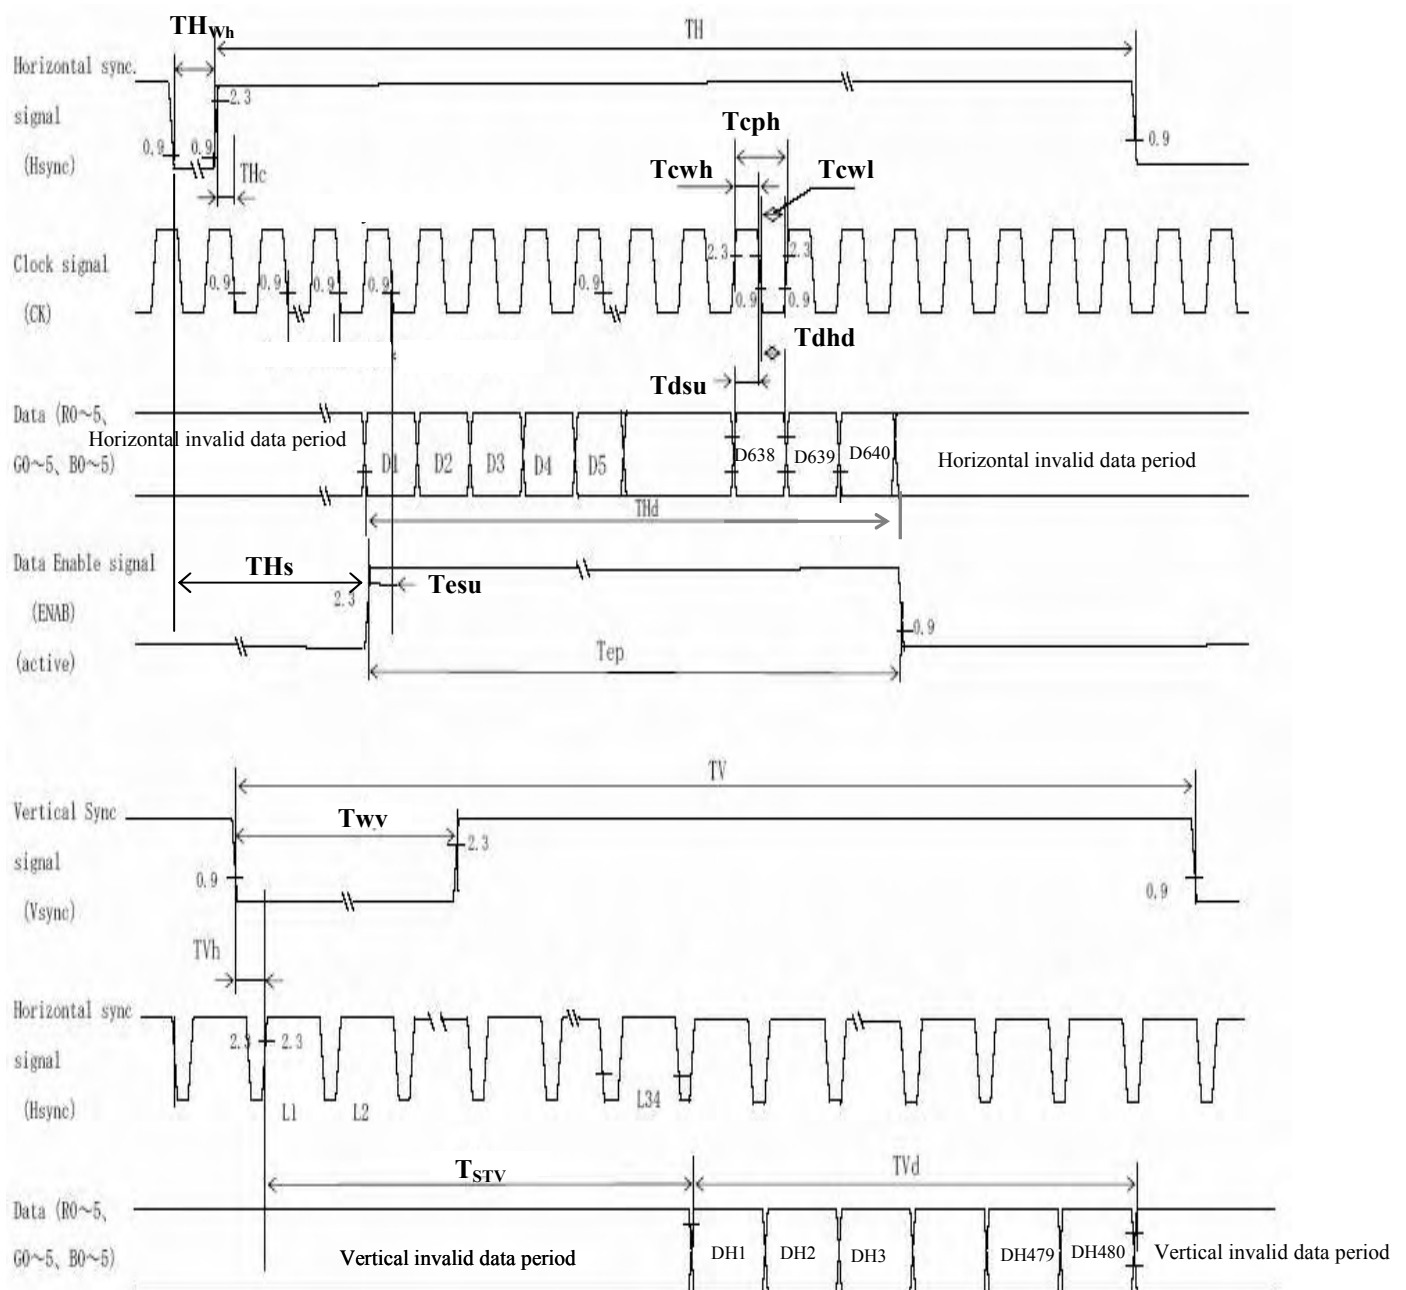 THWh
TH
Horizontal sync.
signal
(Hsync)
0.9
0.9
2.3
THc
0.9
Tcph
Tcwh
Tcwl
Clock signal
(CK)
0.9
0.9
0.9
0.9
0.9
2.3
2.3
0.9
0.9
Tdhd
Tdsu
Data (R0～5、
G0～5、B0～5)
Horizontal invalid data period
D1
D2
D3
D4
D5
D638
D639
D640
Horizontal invalid data period
THd
Data Enable signal
(ENAB)
(active)
THs
2.3
Tesu
0.9
Tep
TV
Vertical Sync
signal
(Vsync)
Twv
2.3
0.9
0.9
TVh
Horizontal sync
signal
(Hsync)
2.3
2.3
L1
L2
L34
TSTV
TVd
Data (R0～5、
G0～5、B0～5)
Vertical invalid data period
DH1
DH2
DH3
DH479
DH480
Vertical invalid data period